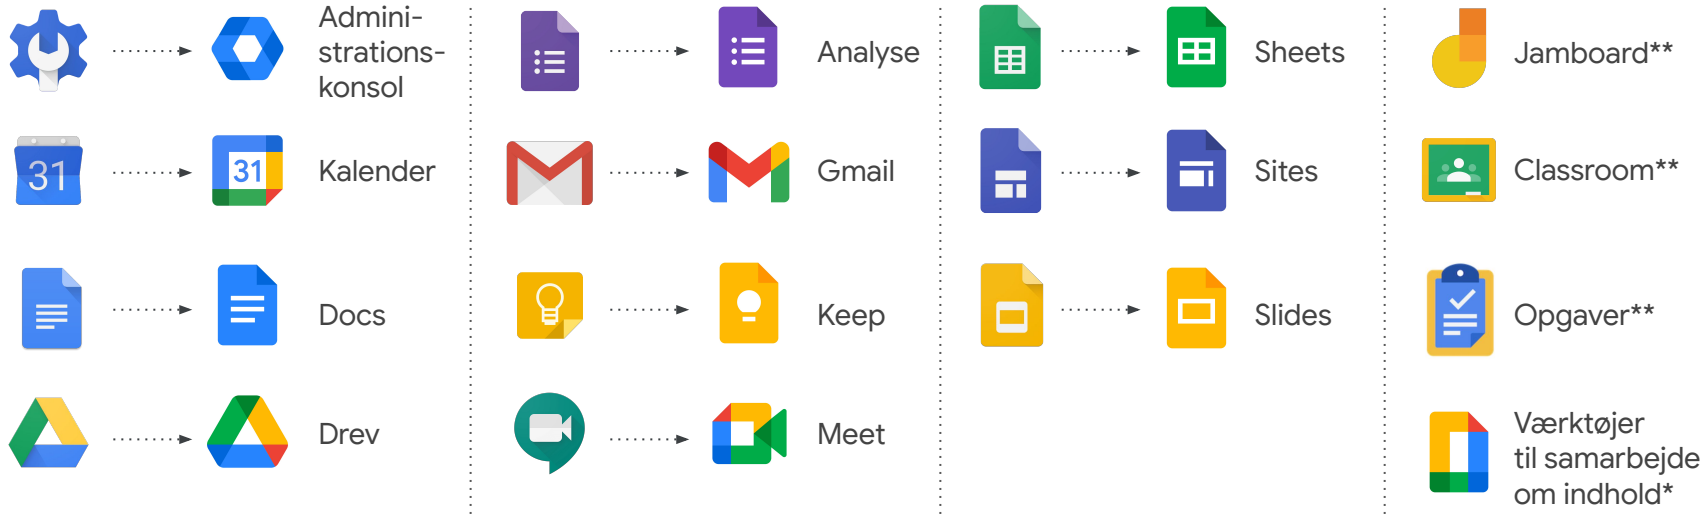 Admini-
strations-
konsol
31
31
Kalender
Docs
Drev
Analyse
Gmail
Keep
Meet
Sheets
Sites
Slides
Jamboard**
Classroom**
Opgaver**
Værktøjer
til samarbejde
om indhold*